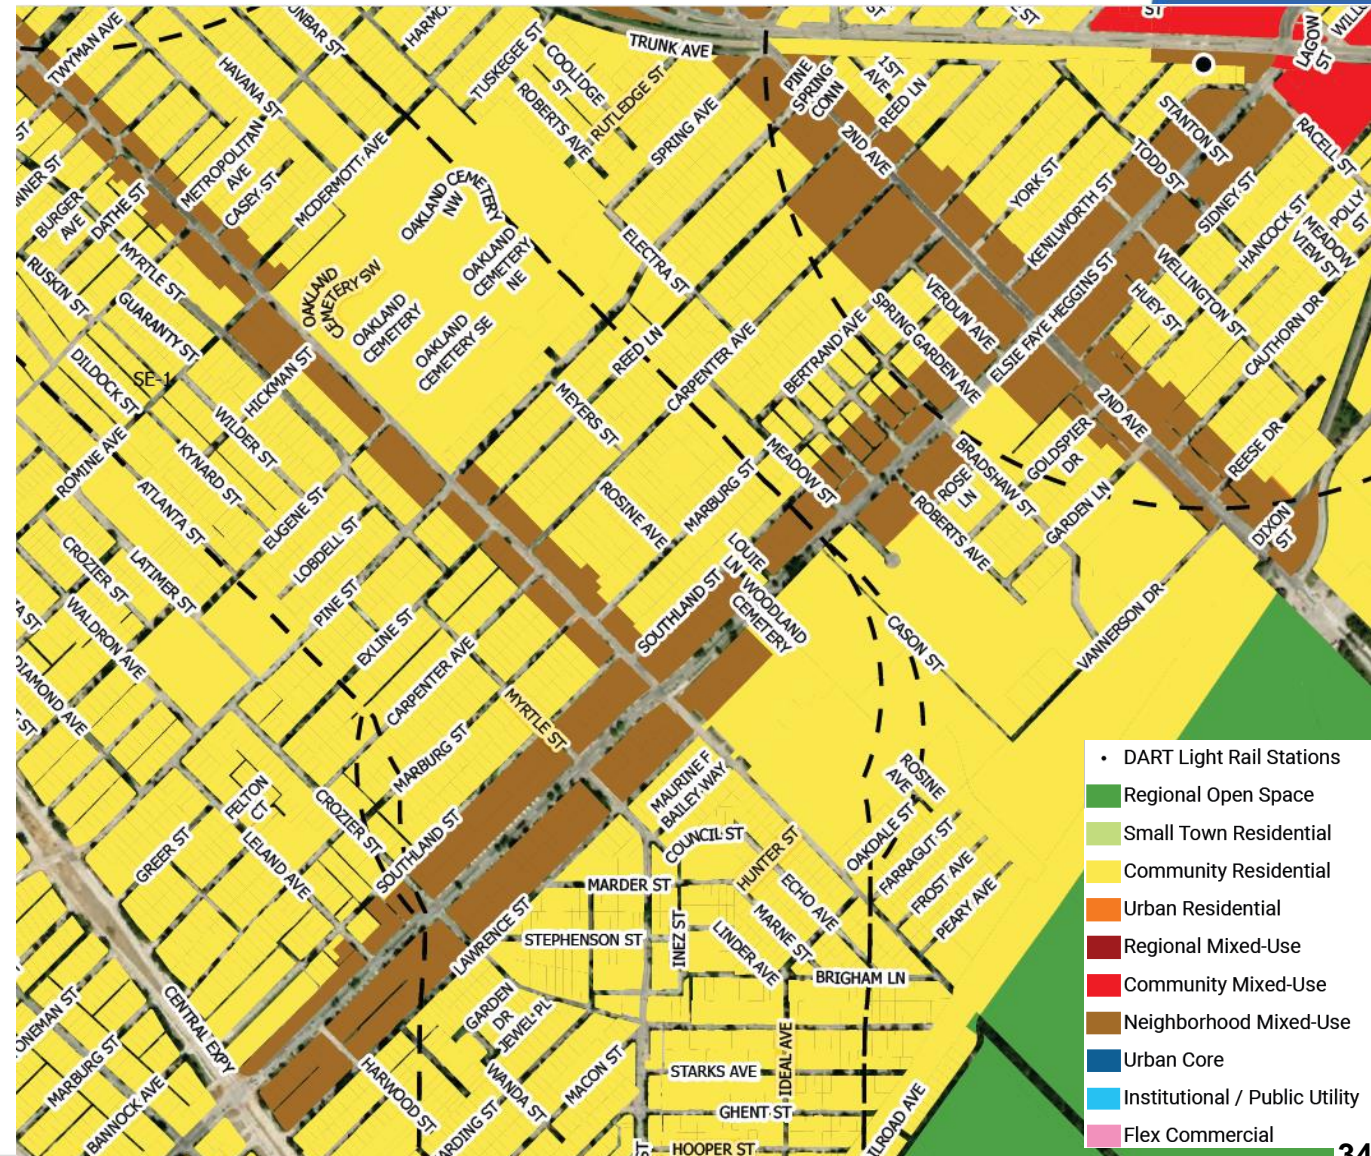 ST
ST
TRUNK AVE
LAGOW
ST
TWYMAN AVE
HAVANA ST
TUSKEGEE ST
COOLIDGE
ST
ROBERTS AVE
RUTLEDGE ST
SPRING AVE
PINE
SPRING
CONN
1ST
AVE
REED LN
2ND AVE
STANTON ST
TODD ST
RACELL ST
METROPOLITAN
AVE
CASEY ST
MCDERMOTT AVE
OAKLAND CEMETERY
NW
OAKLAND
CEMETERY
NE
ELECTRA ST
YORK ST
KENILWORTH ST
SIDNEY ST
HANCOCK ST
POLLY
MEADOW
VIEW ST
BURGER
AVE
DATHE ST
MYRTLE ST
RUSKIN ST
GUARANTY ST
OAKLAND
CEMETERY SW
OAKLAND
CEMETERY
OAKLAND
CEMETERY SE
VERDUN AVE
SPRING GARDEN AVE
BERTRAND AVE
ELSIE FAYE HEGGINS ST
WELLINGTON ST
HUEY ST
CAUTHORN DR
SE-1
DILDOCK ST
HICKMAN ST
WILDER ST
KYNARD ST
ROMINE AVE
ATLANTA ST
REED LN
CARPENTER AVE
MEYERS ST
MEADOW ST
2ND AVE
GOLDSPIER
DR
REESE DR
BRADSHAW ST
ROSE
LN
ROBERTS AVE
GARDEN LN
DIXON
ST
EUGENE ST
LOBDELL ST
ROSINE AVE
MARBURG ST
CROZIER ST
LATIMER ST
WALDRON AVE
PINE ST
EXLINE ST
CARPENTER AVE
LOUIE
LN
WOODLAND
CEMETERY
SOUTHLAND ST
CASON ST
VANNERSON DR
DIAMOND AVE
MYRTLE ST
MARBURG ST
FELTON
CT
CROZIER ST
SOUTHLAND ST
GREER ST
LELAND AVE
MAURINE F
BAILEY WAY
COUNCIL ST
HUNTER ST
ROSINE
AVE
OAKDALE ST
FARRAGUT ST
FROST AVE
PEARY AVE
MARDER ST
ECHO AVE
MARNE ST
LINDER AVE
INEZ ST
LAWRENCE ST
STEPHENSON ST
BRIGHAM LN
GARDEN
DR
JEWEL PL
CENTRAL EXPY
MARBURG ST
BANNOCK AVE
HARWOOD ST
WANDA ST
MACON ST
STARKS AVE
IDEAL AVE
GHENT ST
HOOPER ST
DART Light Rail Stations
Regional Open Space
Small Town Residential
Community Residential
Urban Residential
Regional Mixed-Use
Community Mixed-Use
Neighborhood Mixed-Use
Urban Core
Institutional / Public Utility
Flex Commercial
34